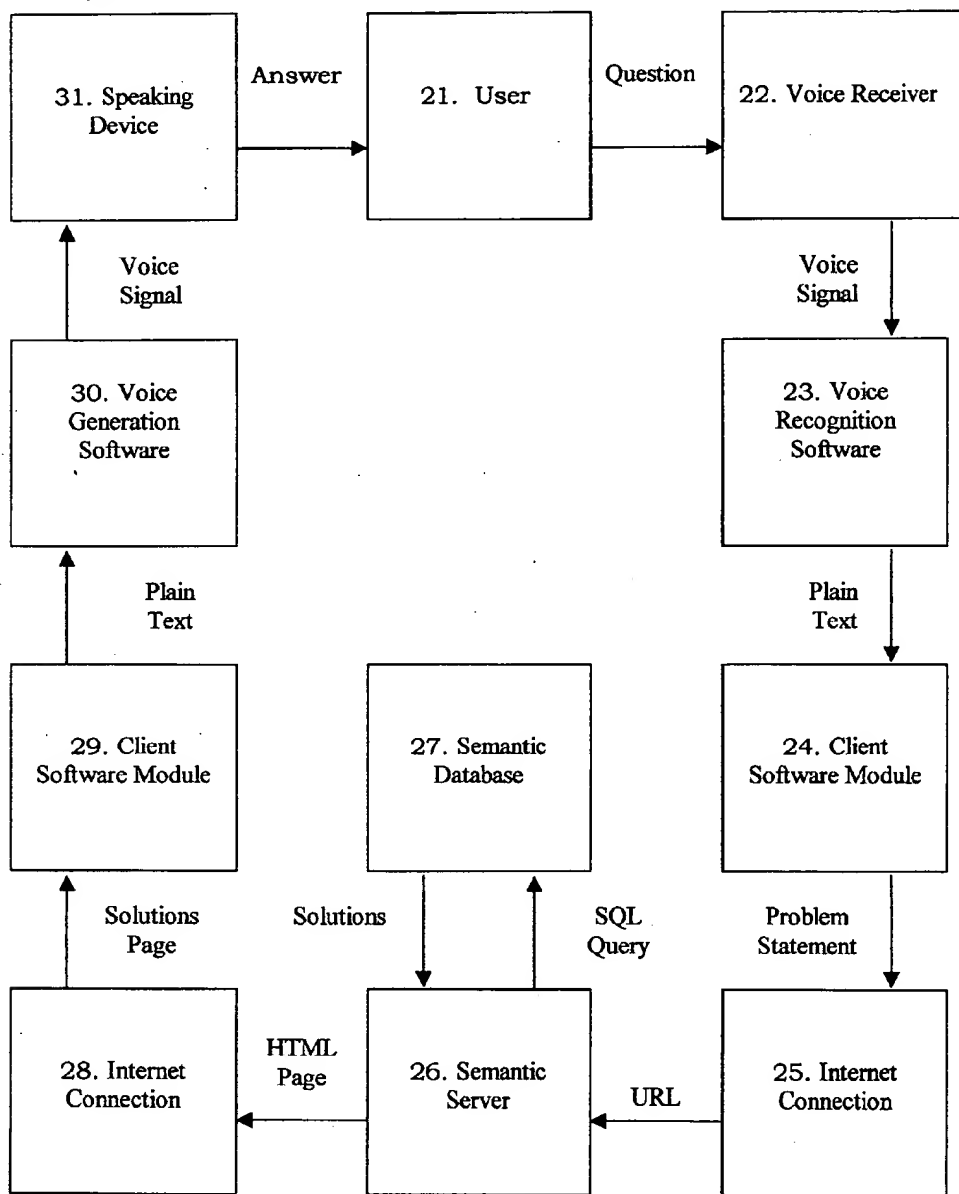 31. Speaking
Device
Answer
21. User
Question
22. Voice Receiver
Voice
Signal
Voice
Signal
30. Voice
Generation
Software
23. Voice
Recognition
Software
Plain
Text
Plain
Text
29. Client
Software Module
27. Semantic
Database
24. Client
Software Module
Solutions
Page
Solutions
SQL
Query
Problem
Statement
28. Internet
Connection
HTML
Page
26. Semantic
Server
URL
25. Internet
Connection